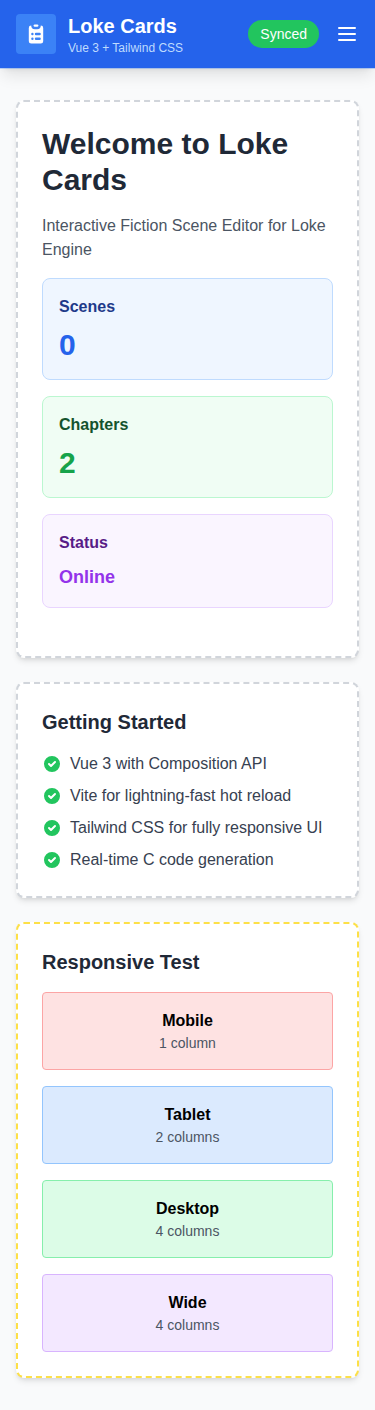 Loke Cards
Vue 3 + Tailwind CSS
Synced
Welcome to Loke
Cards
Interactive Fiction Scene Editor for Loke
Engine
Scenes
0
Chapters
2
Status
Online
Getting Started
Vue 3 with Composition API
Vite for lightning-fast hot reload
Tailwind CSS for fully responsive UI
Real-time C code generation
Responsive Test
Mobile
1 column
Tablet
2 columns
Desktop
4 columns
Wide
4 columns